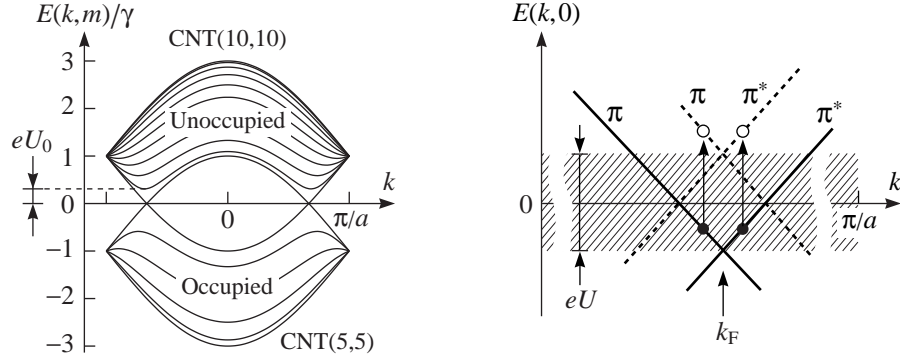 E(k,m)/γ
CNT(10,10)
3
2
Unoccupied
eU₀
1
k
0
0
π/a
−1
Occupied
−2
−3
CNT(5,5)
E(k,0)
π
π
π*
π*
k
0
π/a
eU
k_F